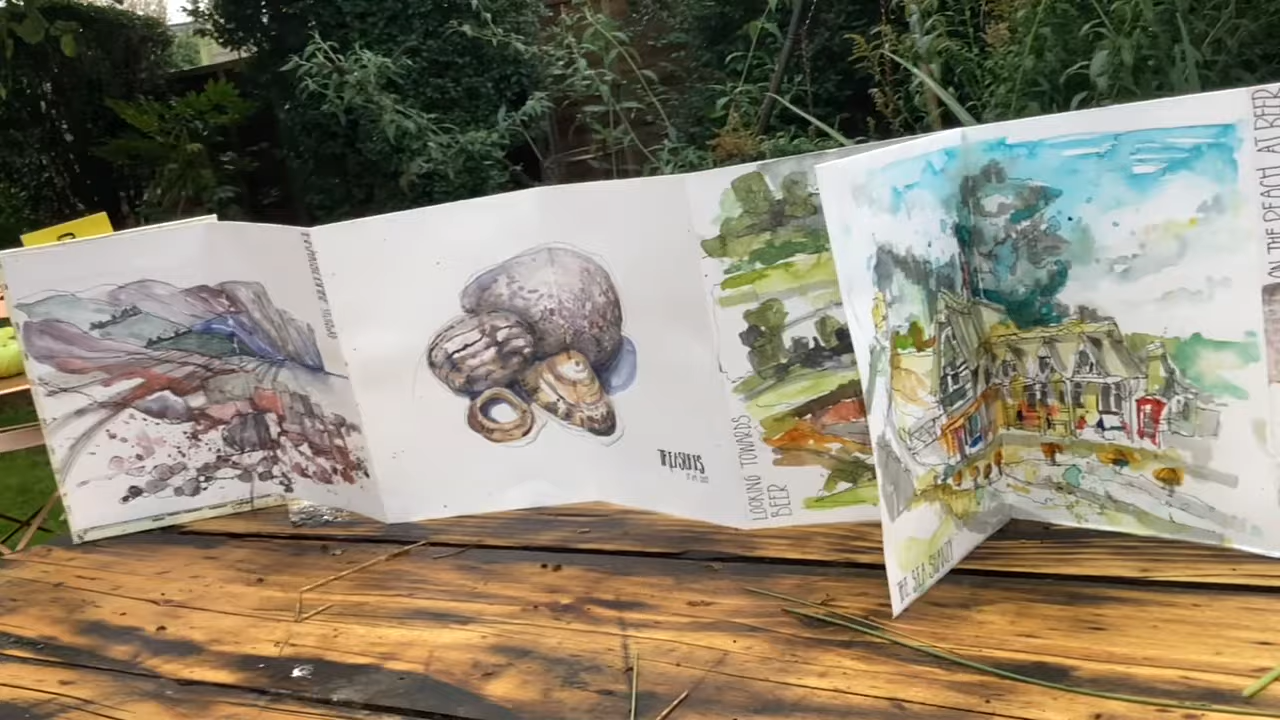 TREASURES
LOOKING TOWARDS
BEER
THE SEA SHANTY
ON THE BEACH AT BEER